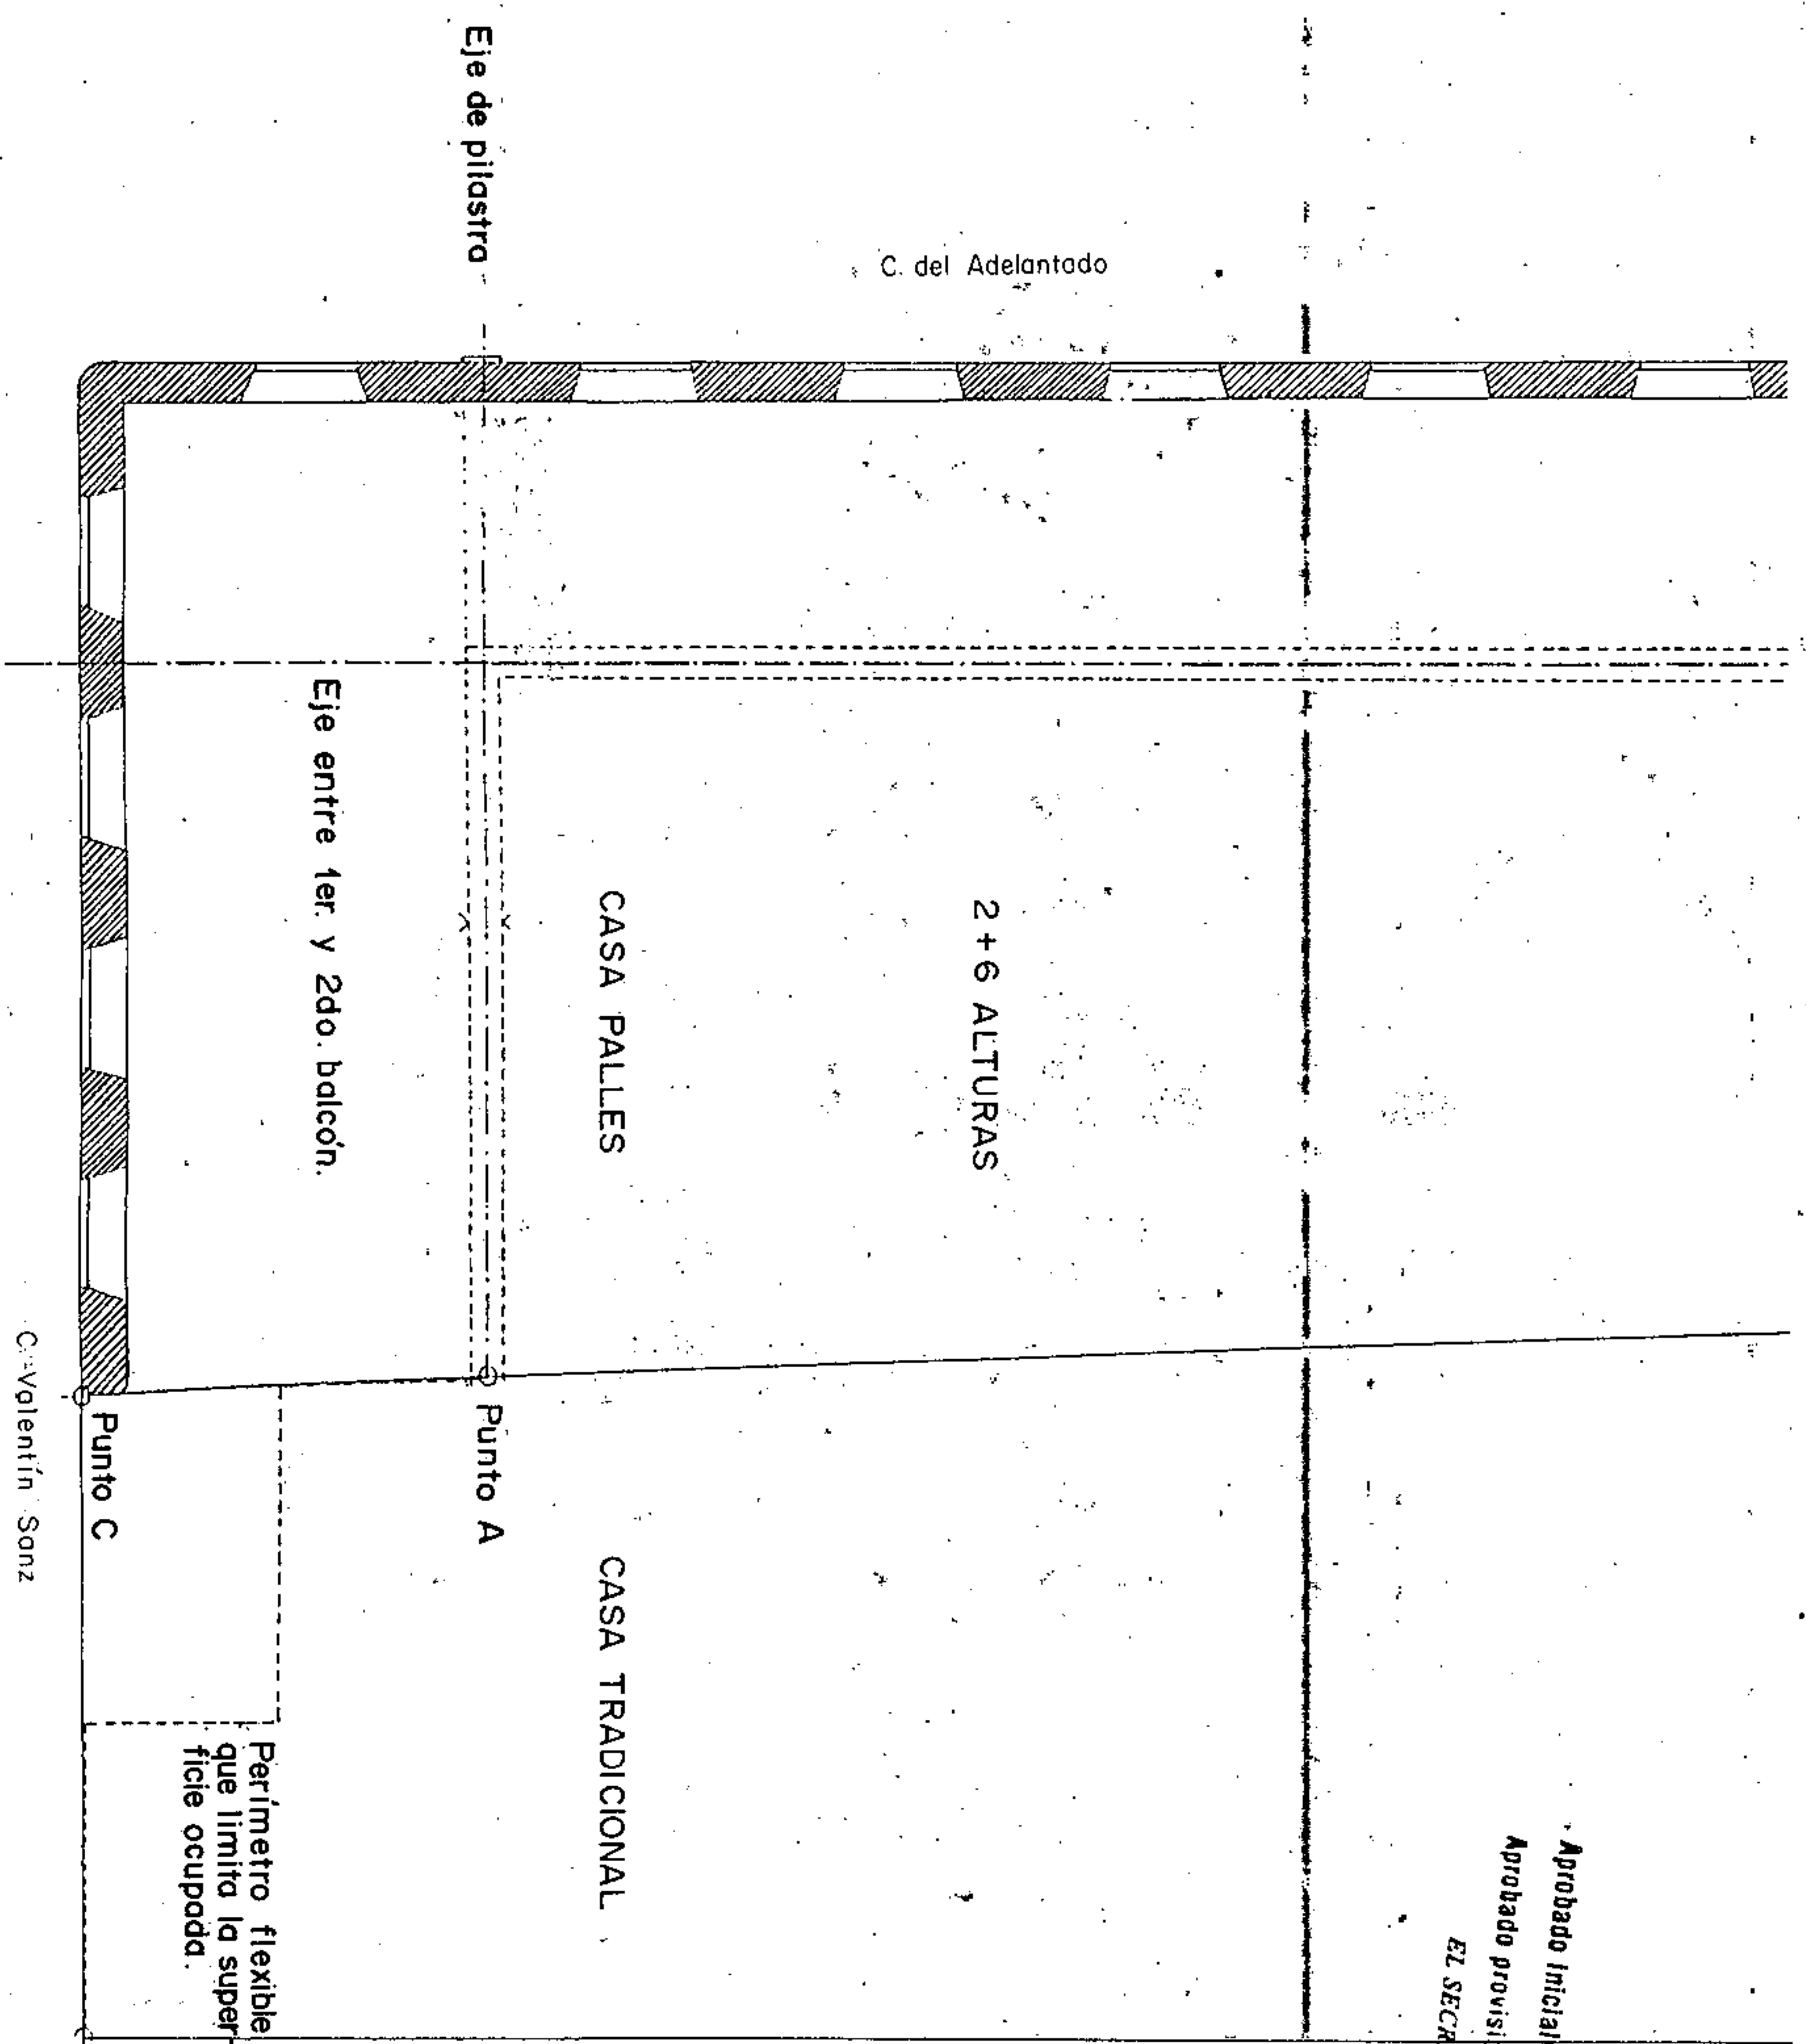 Eje de pilastra
C. del Adelantado
Eje entre 1er. y 2do. balcón.
CASA PALLES
2+6 ALTURAS
Punto A
Punto C
C. Valentín Sanz
CASA TRADICIONAL
Perímetro flexible
que limita la super
ficie ocupada.
Aprobado Inicial
Aprobado provisi
EL SECR